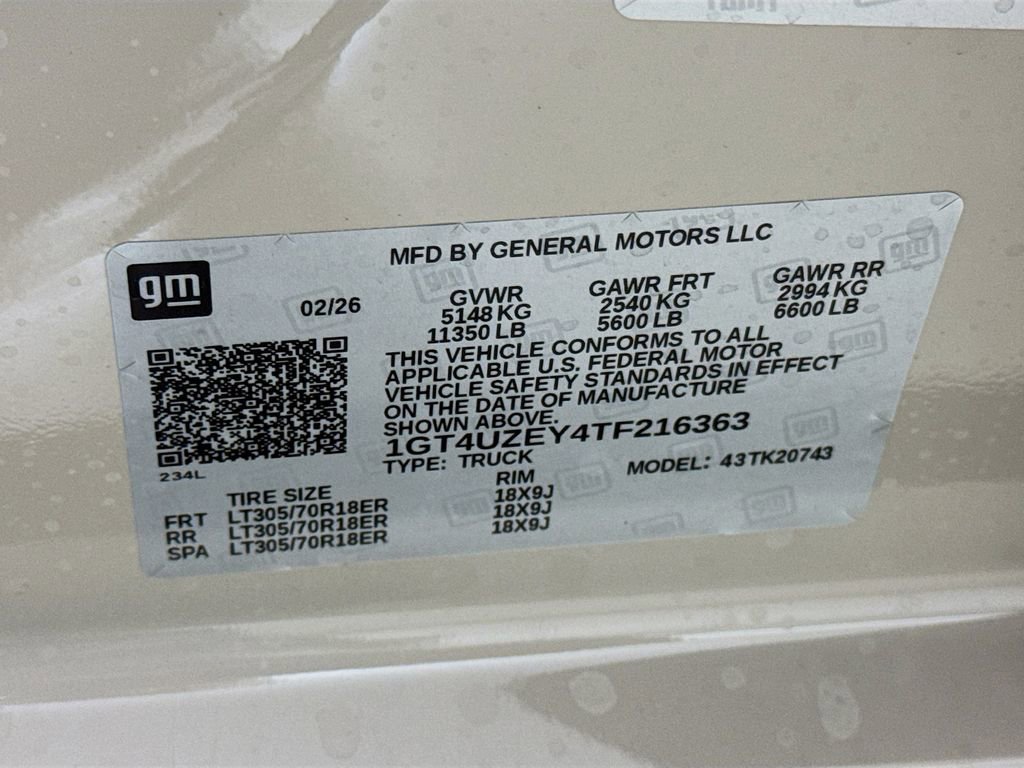 MFD BY GENERAL MOTORS LLC
gm
02/26
GVWR GAWR FRT GAWR RR
5148 KG 2540 KG 2994 KG
11350 LB 5600 LB 6600 LB
THIS VEHICLE CONFORMS TO ALL
APPLICABLE U.S. FEDERAL MOTOR
VEHICLE SAFETY STANDARDS IN EFFECT
ON THE DATE OF MANUFACTURE
SHOWN ABOVE.
1GT4UZEY4TF216363
TYPE: TRUCK MODEL: 43TK20743
234L
TIRE SIZE RIM
FRT LT305/70R18ER 18X9J
RR LT305/70R18ER 18X9J
SPA LT305/70R18ER 18X9J